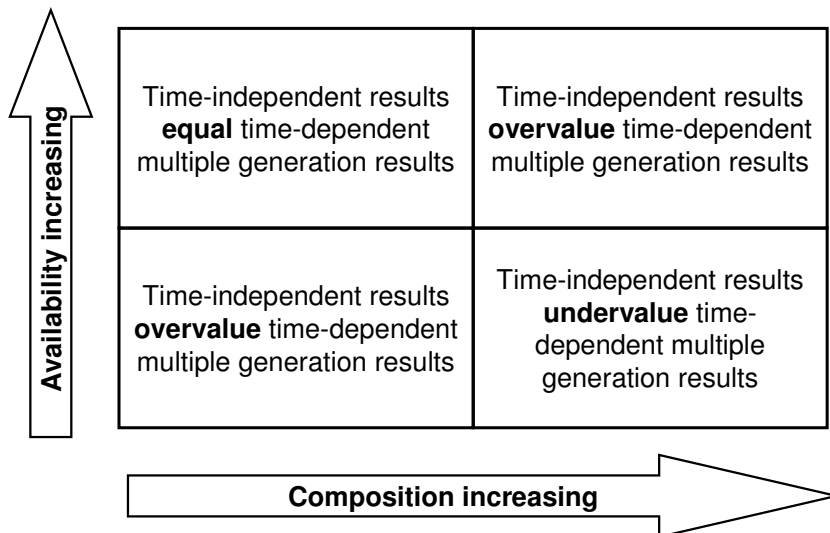 Availability increasing
Time-independent results
equal time-dependent
multiple generation results
Time-independent results
overvalue time-dependent
multiple generation results
Time-independent results
overvalue time-dependent
multiple generation results
Time-independent results
undervalue time-
dependent multiple
generation results
Composition increasing